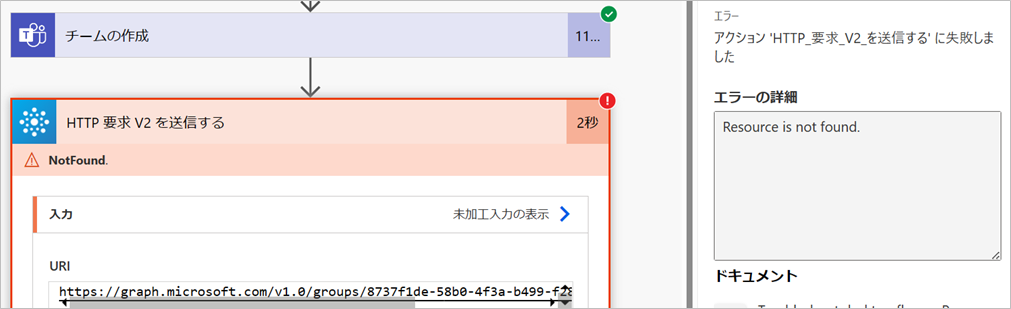 チームの作成
11...
HTTP 要求 V2 を送信する
2秒
NotFound.
入力
未加工入力の表示
URI
https://graph.microsoft.com/v1.0/groups/8737f1de-58b0-4f3a-b499-f28
エラー
アクション 'HTTP_要求_V2_を送信する' に失敗しま
した
エラーの詳細
Resource is not found.
ドキュメント